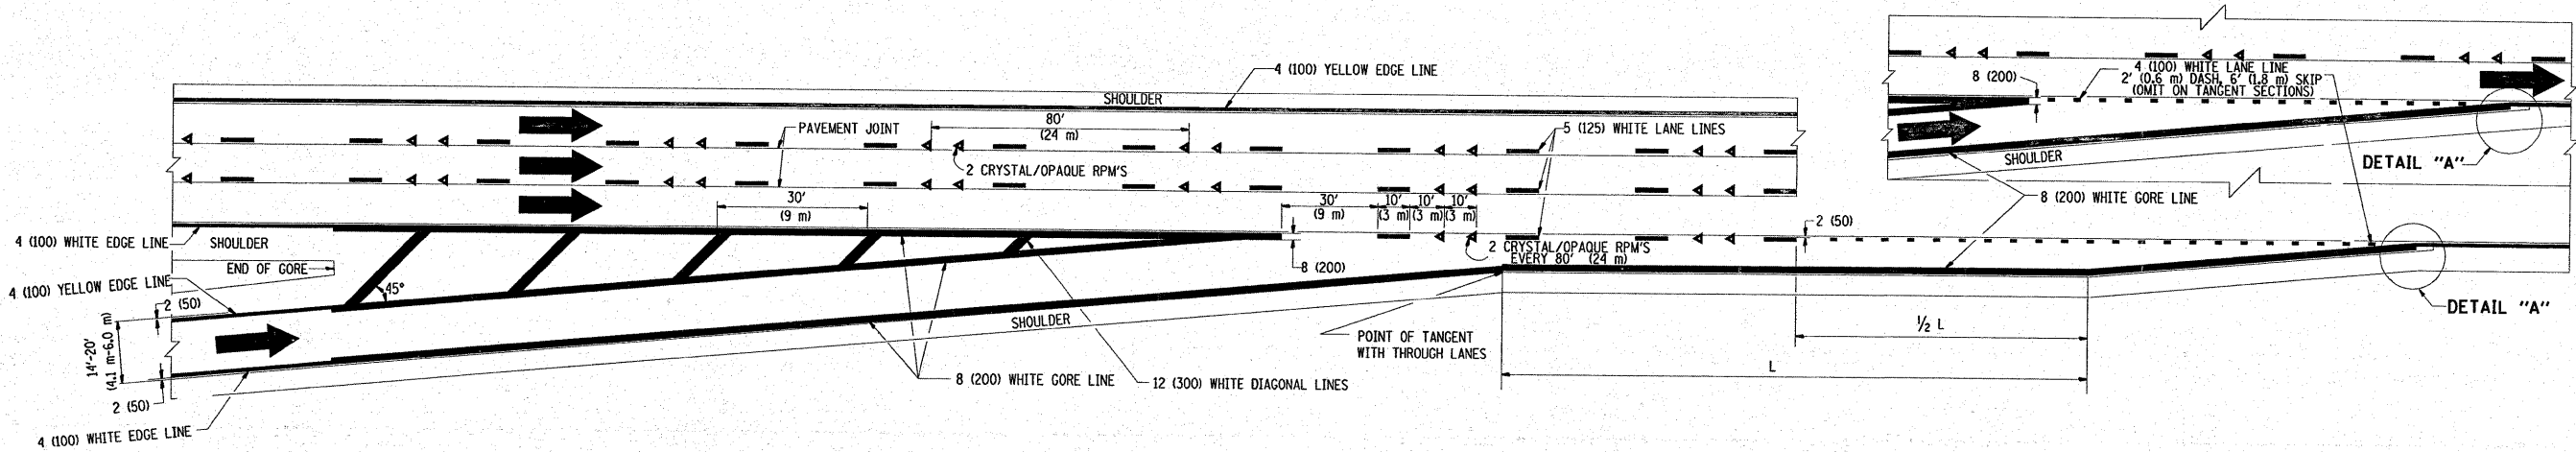 4 (100) YELLOW EDGE LINE
SHOULDER
80'
(24 m)
PAVEMENT JOINT
5 (125) WHITE LANE LINES
2 CRYSTAL/OPAQUE RPM'S
30'
(9 m)
30'
(9 m)
10'
(3 m)
10'
(3 m)
10'
(3 m)
4 (100) WHITE EDGE LINE
SHOULDER
END OF GORE
4 (100) YELLOW EDGE LINE
2 (50)
45°
8 (200)
2 CRYSTAL/OPAQUE RPM'S
EVERY 80' (24 m)
2 (50)
14'-20'
(4.1 m-6.0 m)
SHOULDER
POINT OF TANGENT
WITH THROUGH LANES
½ L
L
2 (50)
8 (200) WHITE GORE LINE
12 (300) WHITE DIAGONAL LINES
4 (100) WHITE EDGE LINE
8 (200)
4 (100) WHITE LANE LINE
2' (0.6 m) DASH, 6' (1.8 m) SKIP
(OMIT ON TANGENT SECTIONS)
SHOULDER
DETAIL "A"
8 (200) WHITE GORE LINE
DETAIL "A"